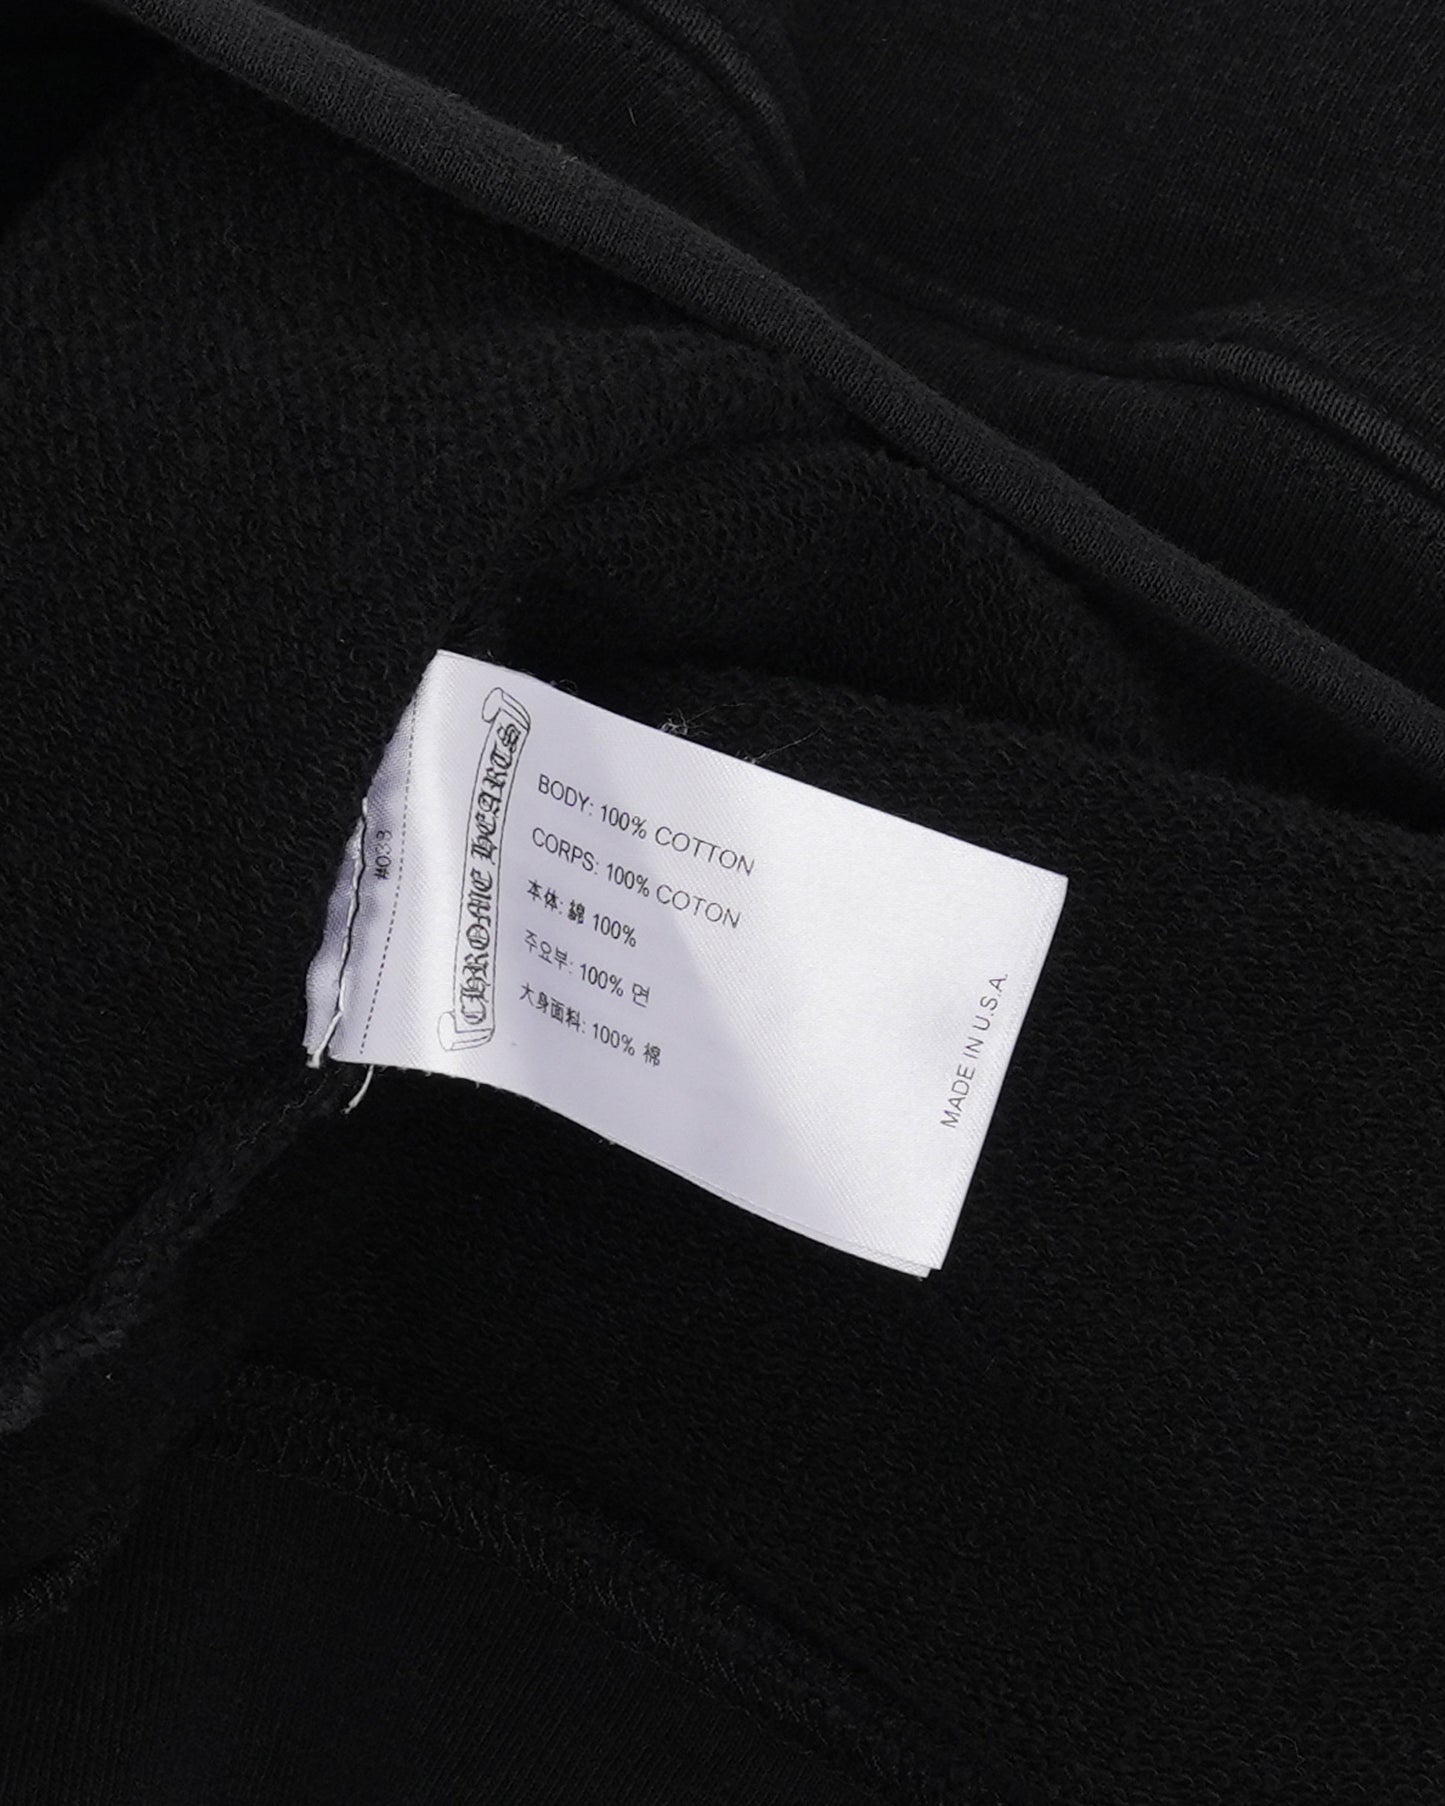 #033
CHROME HEARTS
BODY: 100% COTTON
CORPS: 100% COTON
本体: 綿 100%
주요부: 100% 면
大身面料: 100% 棉
MADE IN U.S.A.